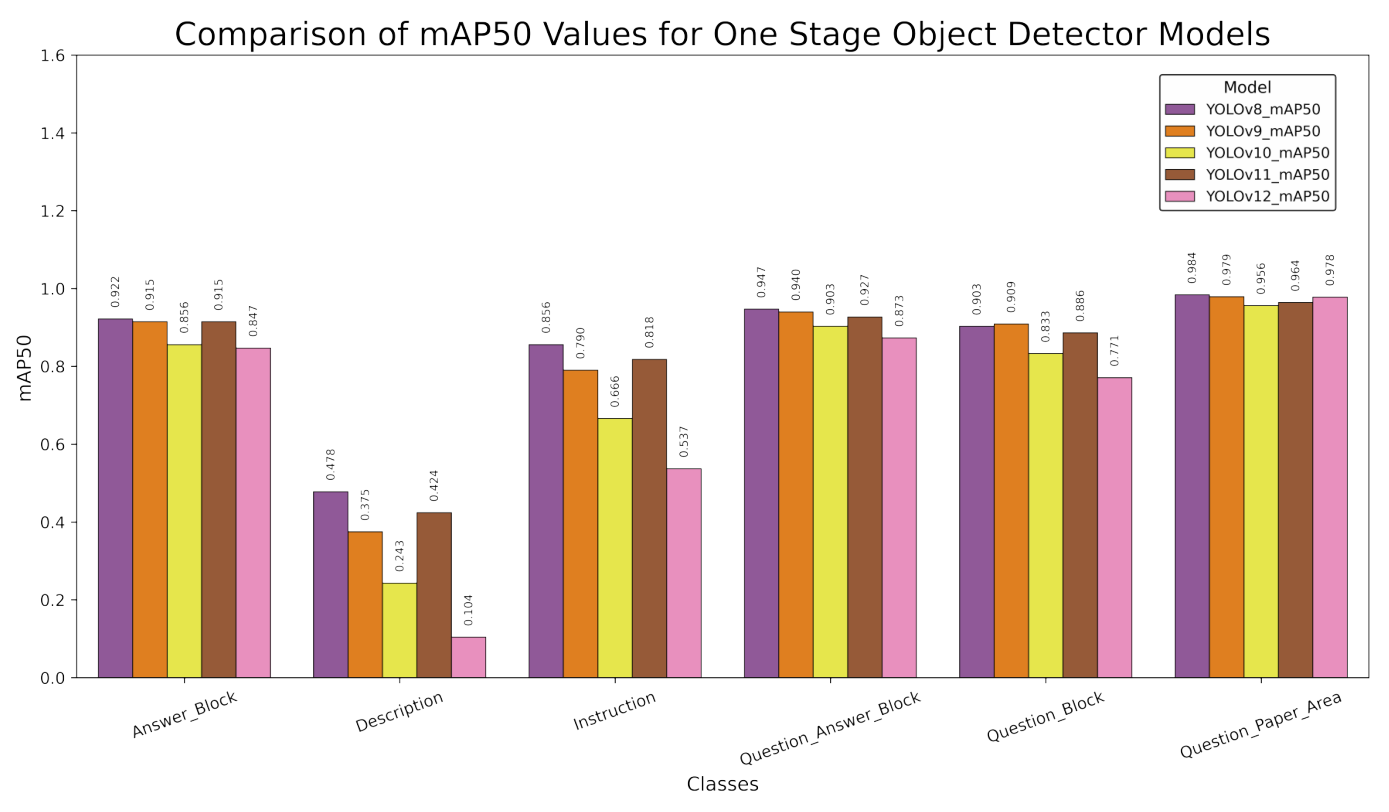 Comparison of mAP50 Values for One Stage Object Detector Models
1.6
1.4
1.2
1.0
0.8
0.6
0.4
0.2
0.0
mAP50
Model
YOLOv8_mAP50
YOLOv9_mAP50
YOLOv10_mAP50
YOLOv11_mAP50
YOLOv12_mAP50
0.922
0.915
0.856
0.915
0.847
0.478
0.375
0.243
0.424
0.104
0.856
0.790
0.666
0.818
0.537
0.947
0.940
0.903
0.927
0.873
0.903
0.909
0.833
0.886
0.771
0.984
0.979
0.956
0.964
0.978
Answer_Block
Description
Instruction
Question_Answer_Block
Question_Block
Question_Paper_Area
Classes